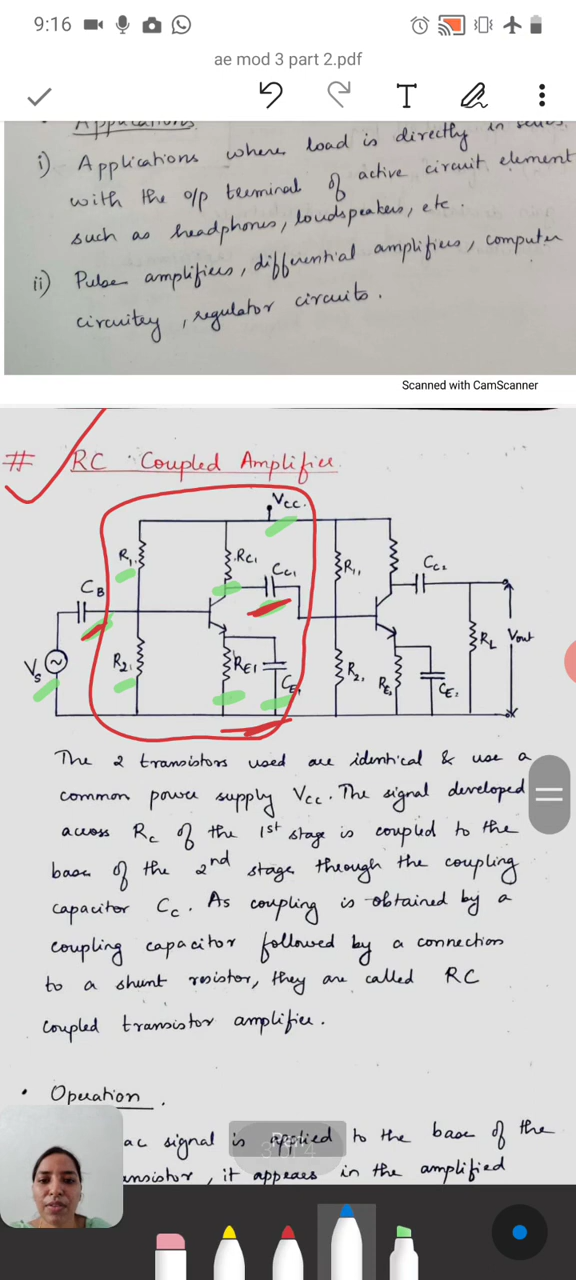 9:16
ae mod 3 part 2.pdf
T
Applications
i) Applications where load is directly in series
with the o/p terminal of active circuit element
such as headphones, loudspeakers, etc.
ii) Pulse amplifiers, differential amplifiers, computer
circuitry, regulator circuits.
Scanned with CamScanner
# RC Coupled Amplifier
Vcc.
R1. RC1 CC1 R1, CC2
CB
R2 RE1 CE1 R2, RE, CE2 RL Vout
Vs
The 2 transistors used are identical & use a
common power supply Vcc. The signal developed
across Rc of the 1st stage is coupled to the
base of the 2nd stage through the coupling
capacitor Cc. As coupling is obtained by a
coupling capacitor followed by a connection
to a shunt resistor, they are called RC
coupled transistor amplifier.
• Operation.
ac signal is applied to the base of the
ansistor, it appears in the amplified